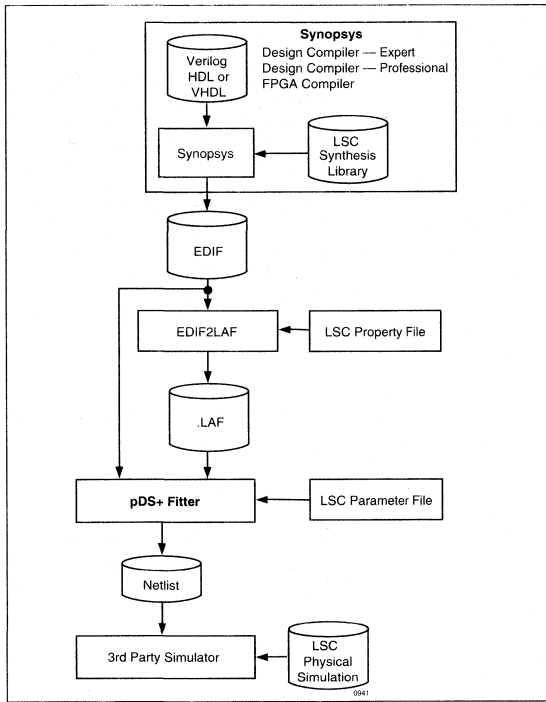 Synopsys
Design Compiler — Expert
Design Compiler — Professional
FPGA Compiler
Verilog
HDL or
VHDL
Synopsys
LSC
Synthesis
Library
EDIF
EDIF2LAF
LSC Property File
.LAF
pDS+ Fitter
LSC Parameter File
Netlist
3rd Party Simulator
LSC
Physical
Simulation
0941